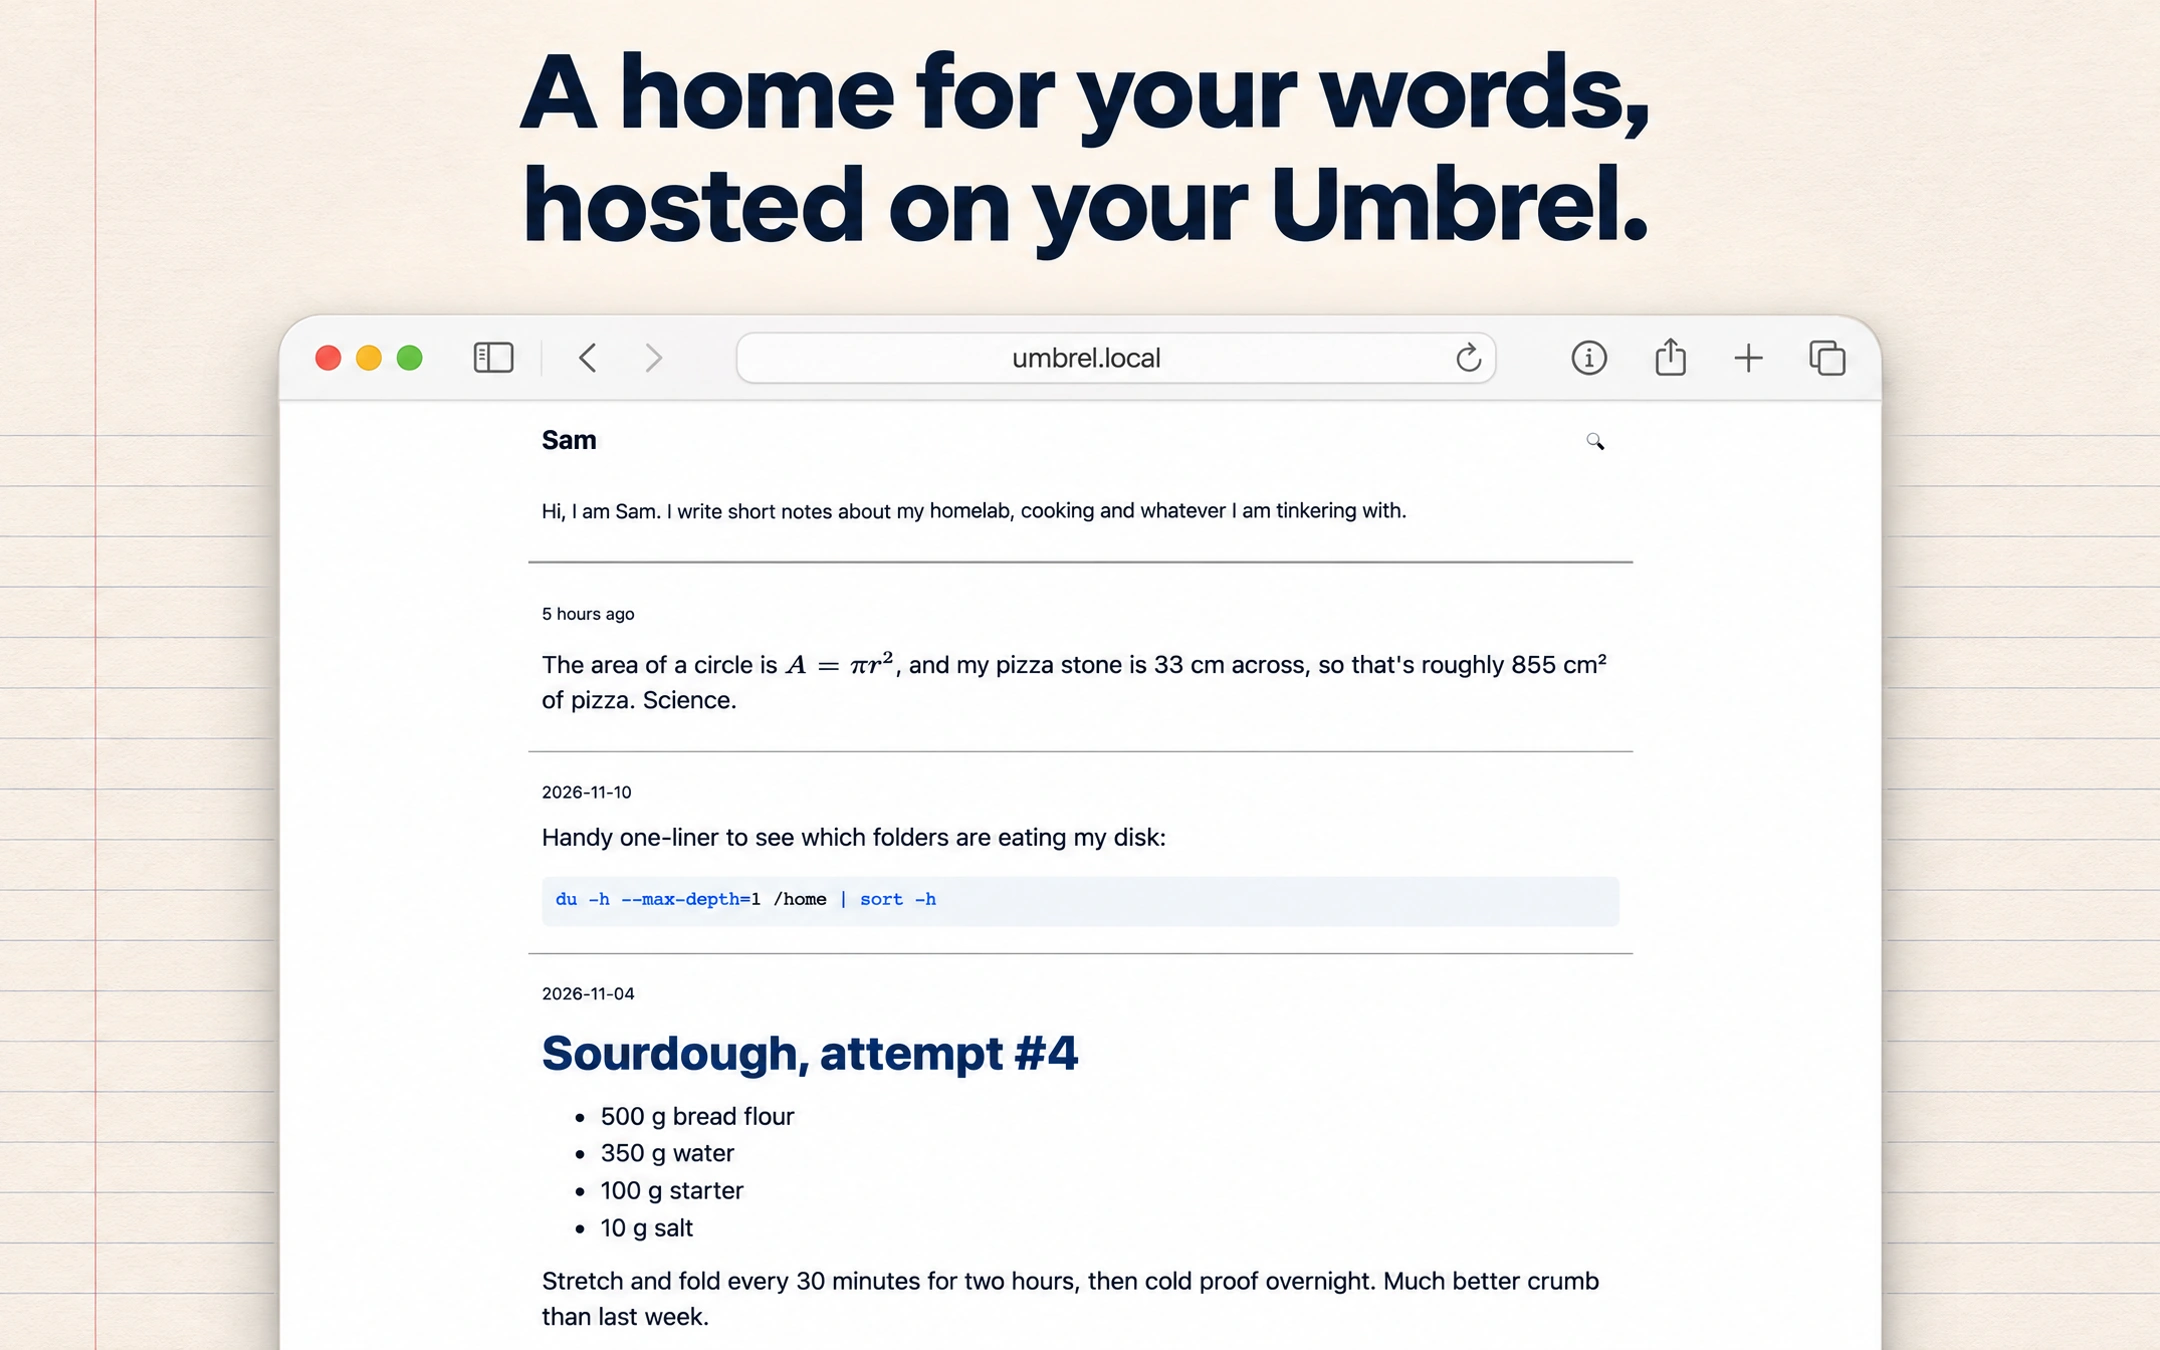 A home for your words,
hosted on your Umbrel.
umbrel.local
Sam
Hi, I am Sam. I write short notes about my homelab, cooking and whatever I am tinkering with.
5 hours ago
The area of a circle is A = πr², and my pizza stone is 33 cm across, so that's roughly 855 cm²
of pizza. Science.
2026-11-10
Handy one-liner to see which folders are eating my disk:
du -h --max-depth=1 /home | sort -h
2026-11-04
Sourdough, attempt #4
• 500 g bread flour
• 350 g water
• 100 g starter
• 10 g salt
Stretch and fold every 30 minutes for two hours, then cold proof overnight. Much better crumb
than last week.